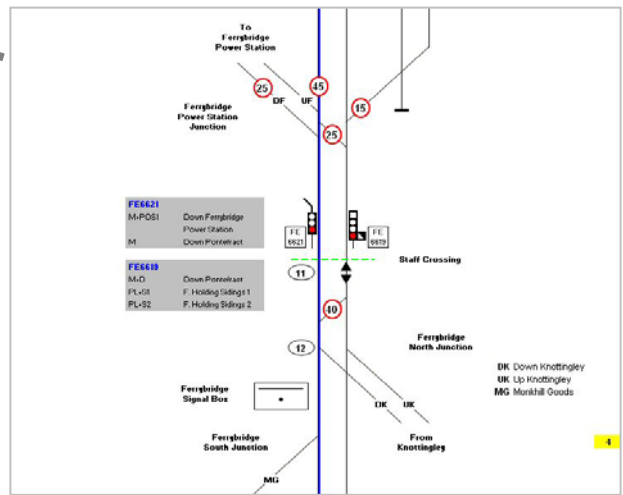 To
Ferrybridge
Power Station
25
45
DF
UF
15
Ferrybridge
Power Station
Junction
25
FE6621
M+POS1 Down Ferrybridge
Power Station
M Down Pontefract
FE
6621
FE
6619
Staff Crossing
FE6619
M+D Down Pontefract
PL+S1 F. Holding Sidings 1
PL+S2 F. Holding Sidings 2
11
40
12
Ferrybridge
North Junction
DK Down Knottingley
UK Up Knottingley
MG Monkhill Goods
Ferrybridge
Signal Box
DK
UK
Ferrybridge
South Junction
From
Knottingley
4
MG